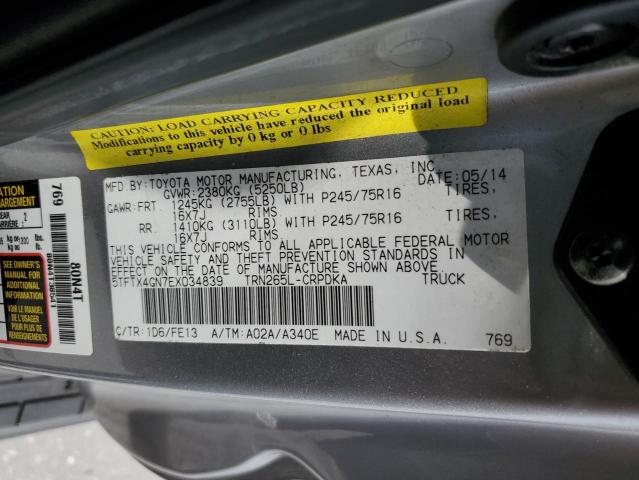 CAUTION: LOAD CARRYING CAPACITY REDUCED
Modifications to this vehicle have reduced the original load
carrying capacity by 0 kg or 0 lbs
MFD.BY:TOYOTA MOTOR MANUFACTURING, TEXAS, INC. DATE:05/14
GVWR:2380KG (5250LB)
GAWR:FRT. 1245KG (2755LB) WITH P245/75R16 TIRES,
16X7J RIMS
RR. 1410KG (3110LB) WITH P245/75R16 TIRES,
16X7J RIMS
THIS VEHICLE CONFORMS TO ALL APPLICABLE FEDERAL MOTOR
VEHICLE SAFETY AND THEFT PREVENTION STANDARDS IN
EFFECT ON THE DATE OF MANUFACTURE SHOWN ABOVE.
5TFTX4GN7EX034839 TRN265L-CRPDKA TRUCK
C/TR:1D6/FE13 A/TM:A02A/A340E MADE IN U.S.A. 769
769
80N4T
SEE OWNER'S
MANUAL FOR
ADDITIONAL
INFORMATION
VOIR LE MANUEL